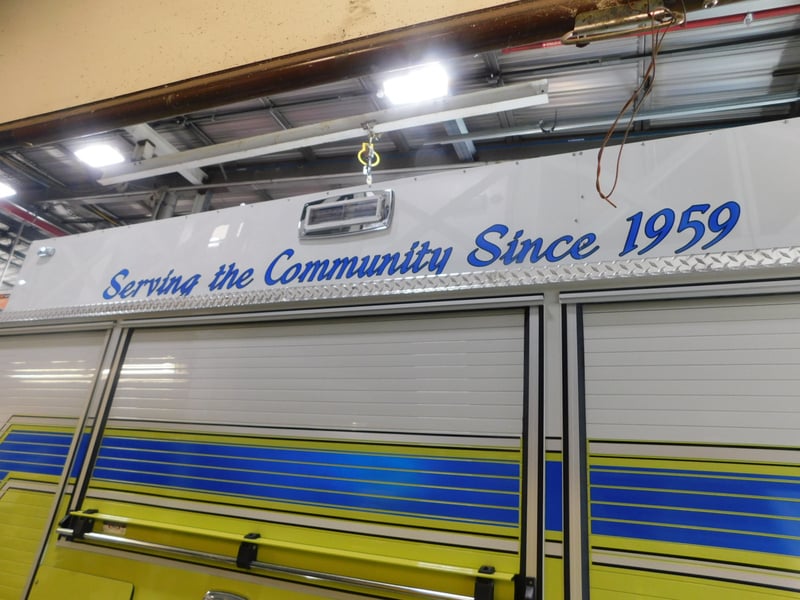 Serving the Community Since 1959